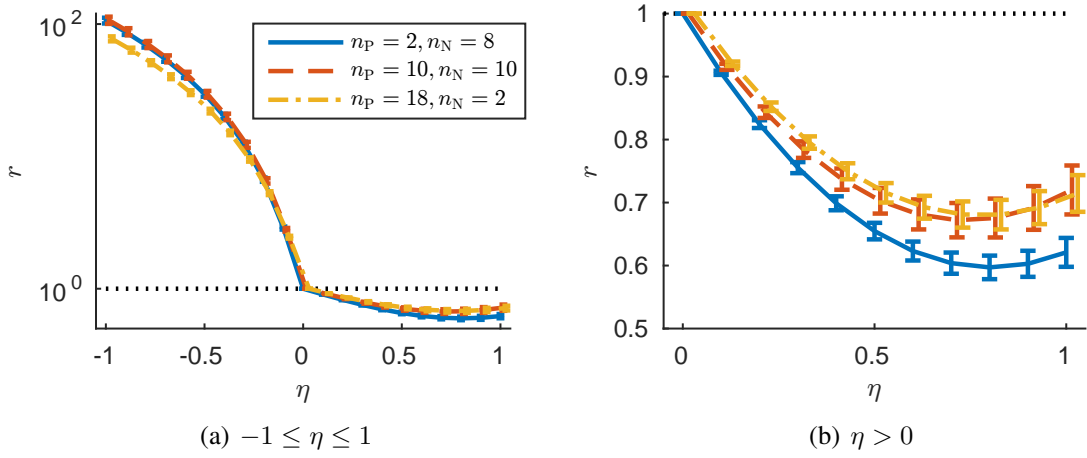 10^2
n_P = 2, n_N = 8
n_P = 10, n_N = 10
n_P = 18, n_N = 2
r
10^0
-1 -0.5 0 0.5 1
η
(a) −1 ≤ η ≤ 1
1
0.9
0.8
r
0.7
0.6
0.5
0 0.5 1
η
(b) η > 0